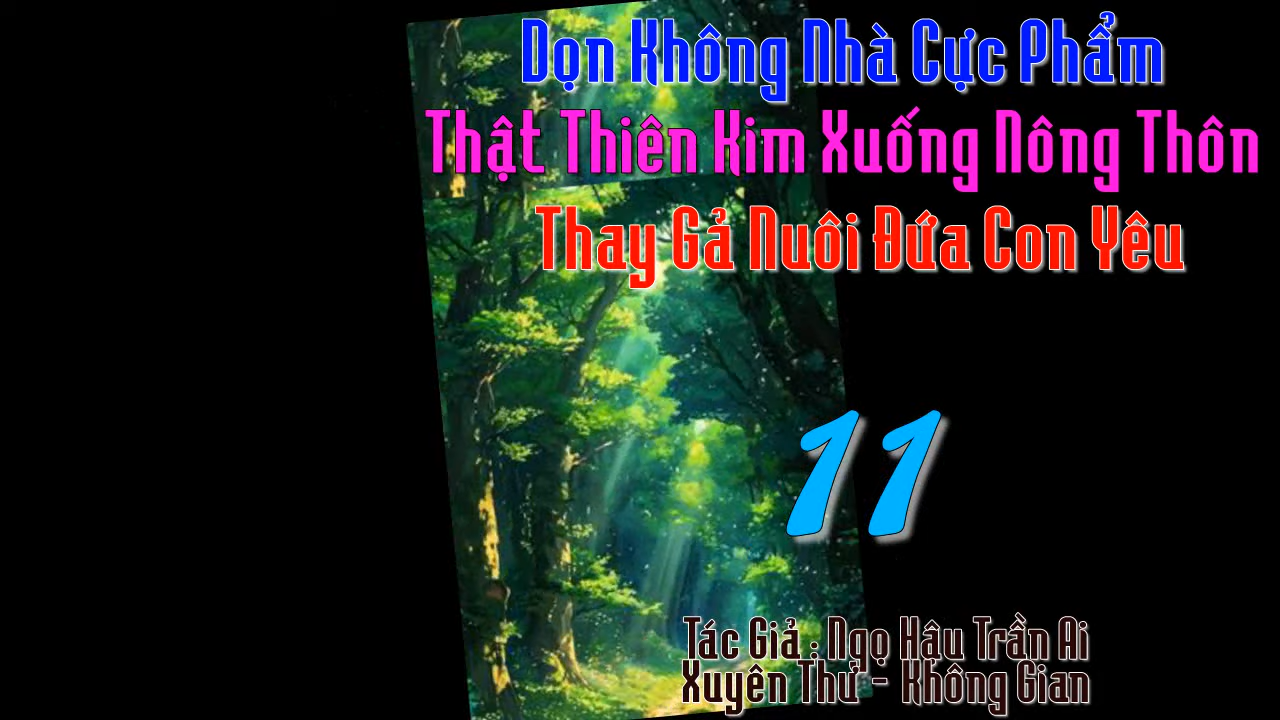 Dọn Không Nhà Cực Phẩm
Thật Thiên Kim Xuống Nông Thôn
Thay Gả Nuôi Đứa Con Yêu
11
Tác Giả : Ngọ Hậu Trần Ai
Xuyên Thư - Không Gian